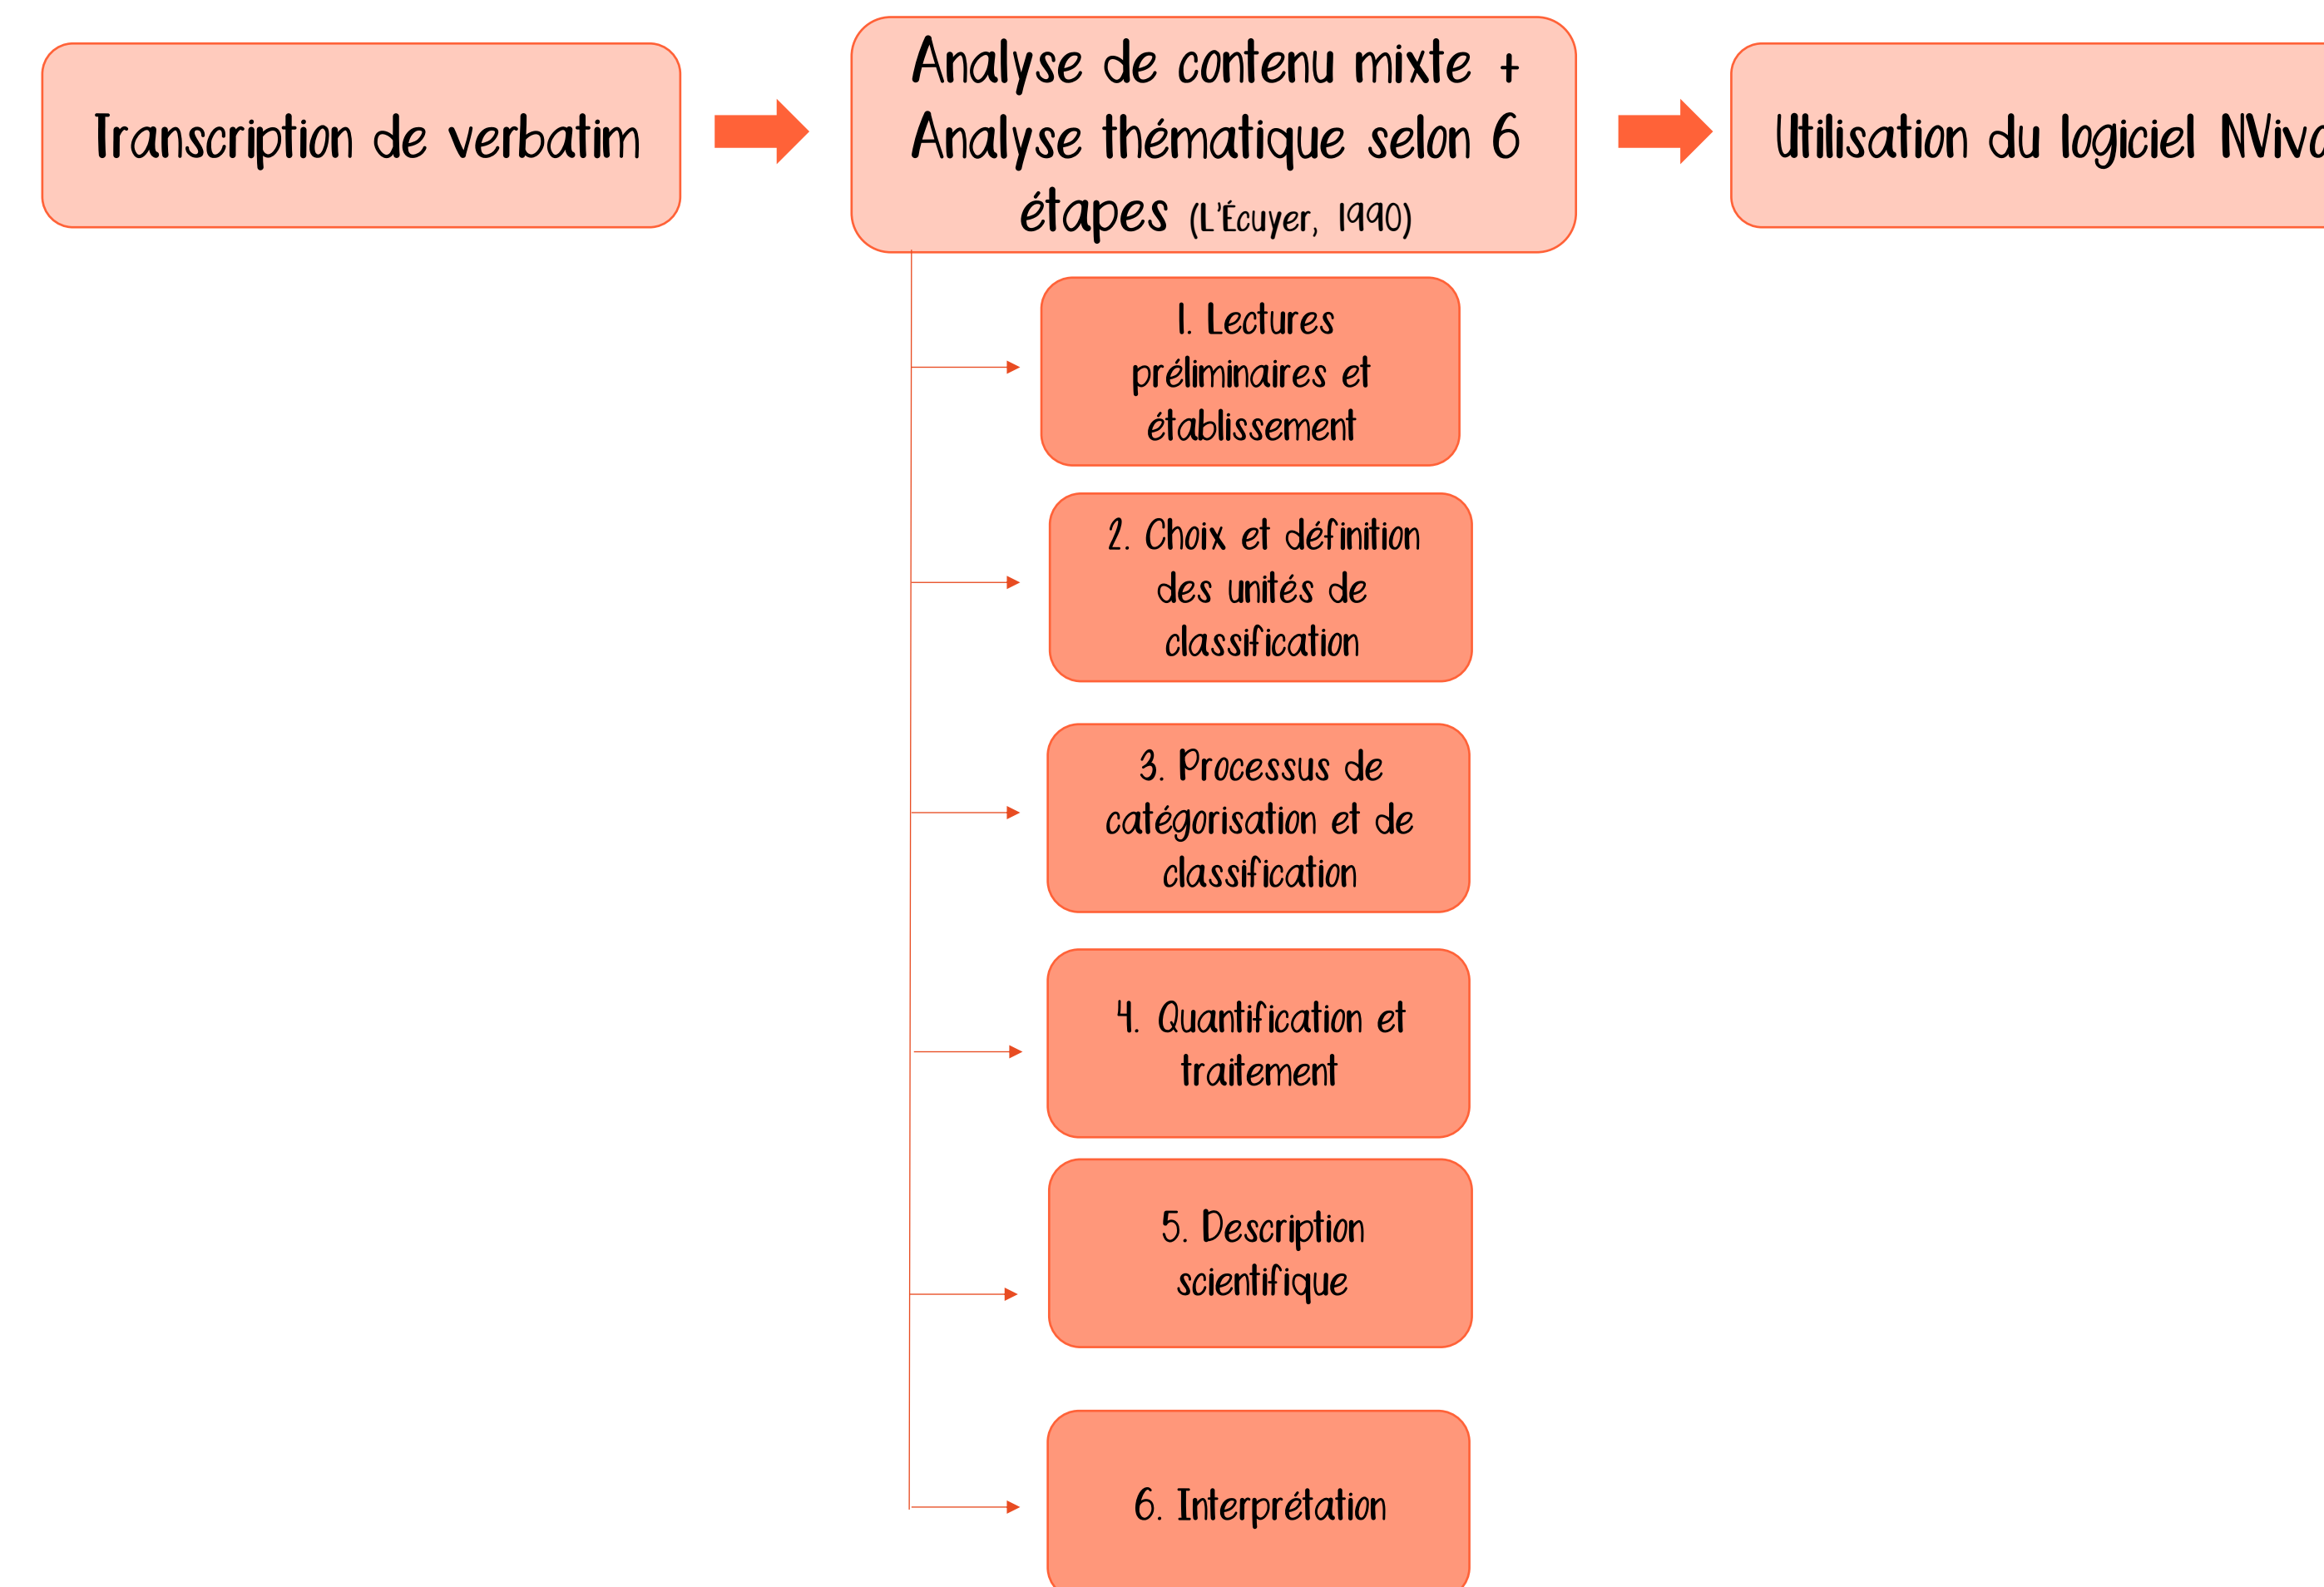 Transcription de verbatim
Analyse de contenu mixte +
Analyse thématique selon 6
étapes (L'Écuyer, 1990)
Utilisation du logiciel
1. Lectures
préliminaires et
établissement
2. Choix et définition
des unités de
classification
3. Processus de
catégorisation et de
classification
4. Quantification et
traitement
5. Description
scientifique
6. Interprétation